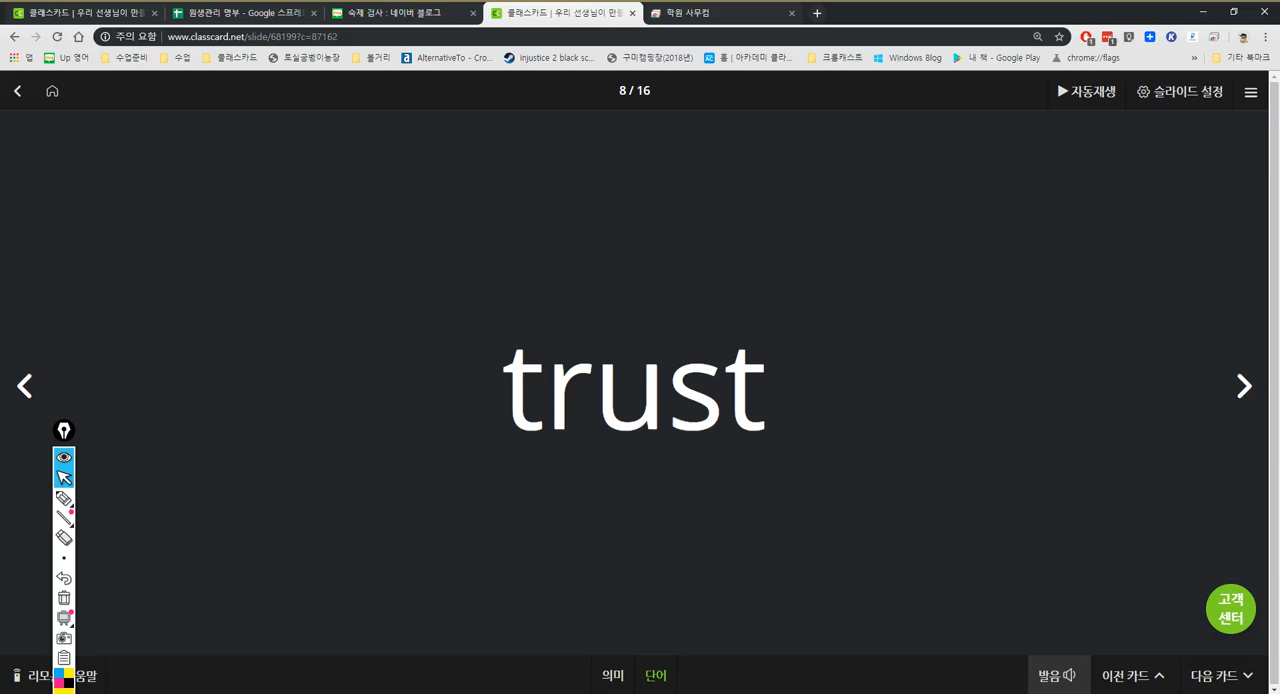 클래스카드 | 우리 선생님이 만든
원생관리 명부 - Google 스프레
숙제 검사 : 네이버 블로그
클래스카드 | 우리 선생님이 만든
학원 사무컴
주의 요함 | www.classcard.net/slide/68199?c=87162
앱 Up 영어 수업준비 수업 클래스카드 토실공벙이농장 볼거리 AlternativeTo - Cro... Injustice 2 black sc... 구미캠핑장(2018년) 홈 | 아카데미 클라... 크롬캐스트 Windows Blog 내 책 - Google Play chrome://flags » 기타 북마크
8 / 16
자동재생
슬라이드 설정
trust
고객
센터
리모 움말
의미
단어
발음
이전 카드
다음 카드